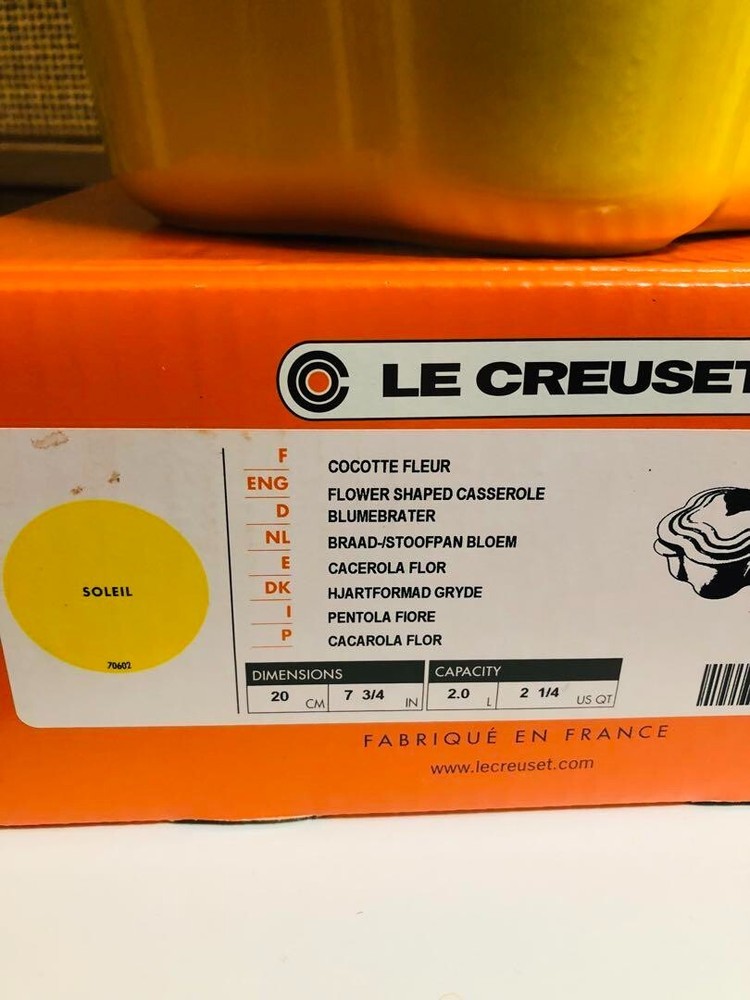 LE CREUSET
F COCOTTE FLEUR
ENG FLOWER SHAPED CASSEROLE
D BLUMEBRATER
NL BRAAD-/STOOFPAN BLOEM
E CACEROLA FLOR
DK HJARTFORMAD GRYDE
I PENTOLA FIORE
P CACAROLA FLOR
SOLEIL
70602
DIMENSIONS CAPACITY
20 CM 7 3/4 IN 2.0 L 2 1/4 US QT
FABRIQUÉ EN FRANCE
www.lecreuset.com